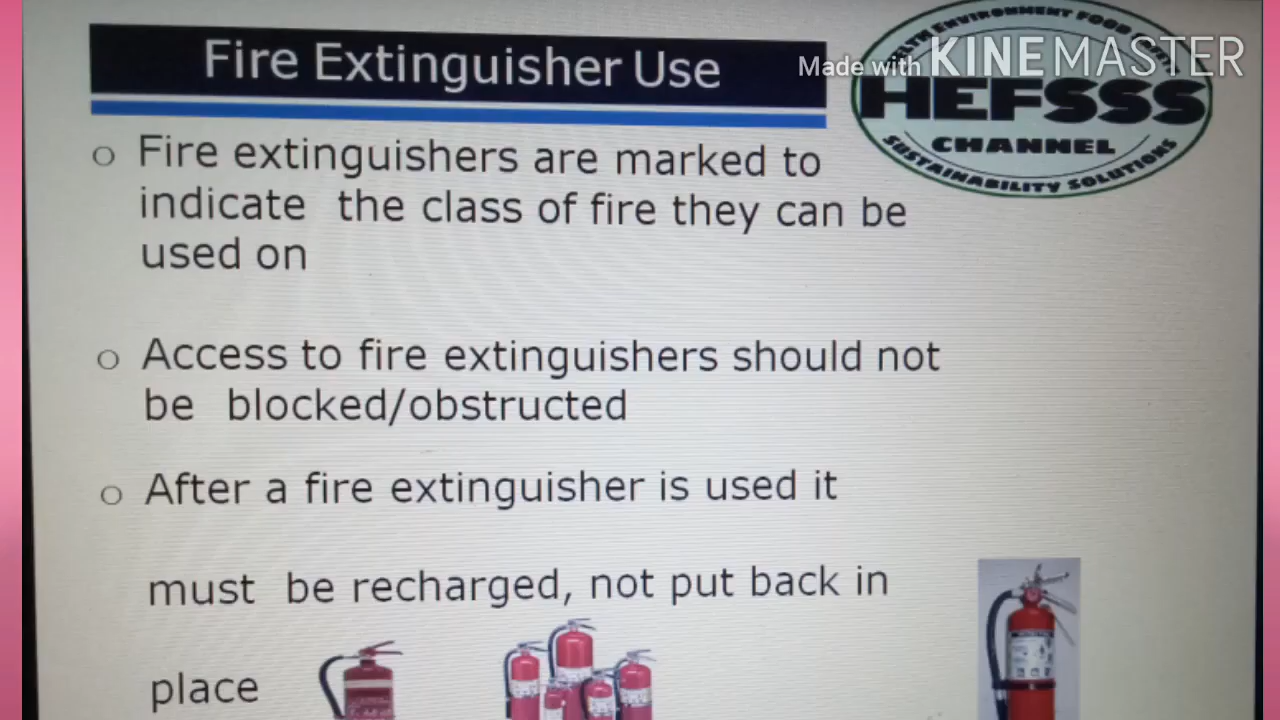 Fire Extinguisher Use
Made with KINEMASTER
ENVIRONMENT FOOD
HEFSSS
CHANNEL
SUSTAINABILITY SOLUTIONS
o Fire extinguishers are marked to
indicate the class of fire they can be
used on
o Access to fire extinguishers should not
be blocked/obstructed
o After a fire extinguisher is used it
must be recharged, not put back in
place